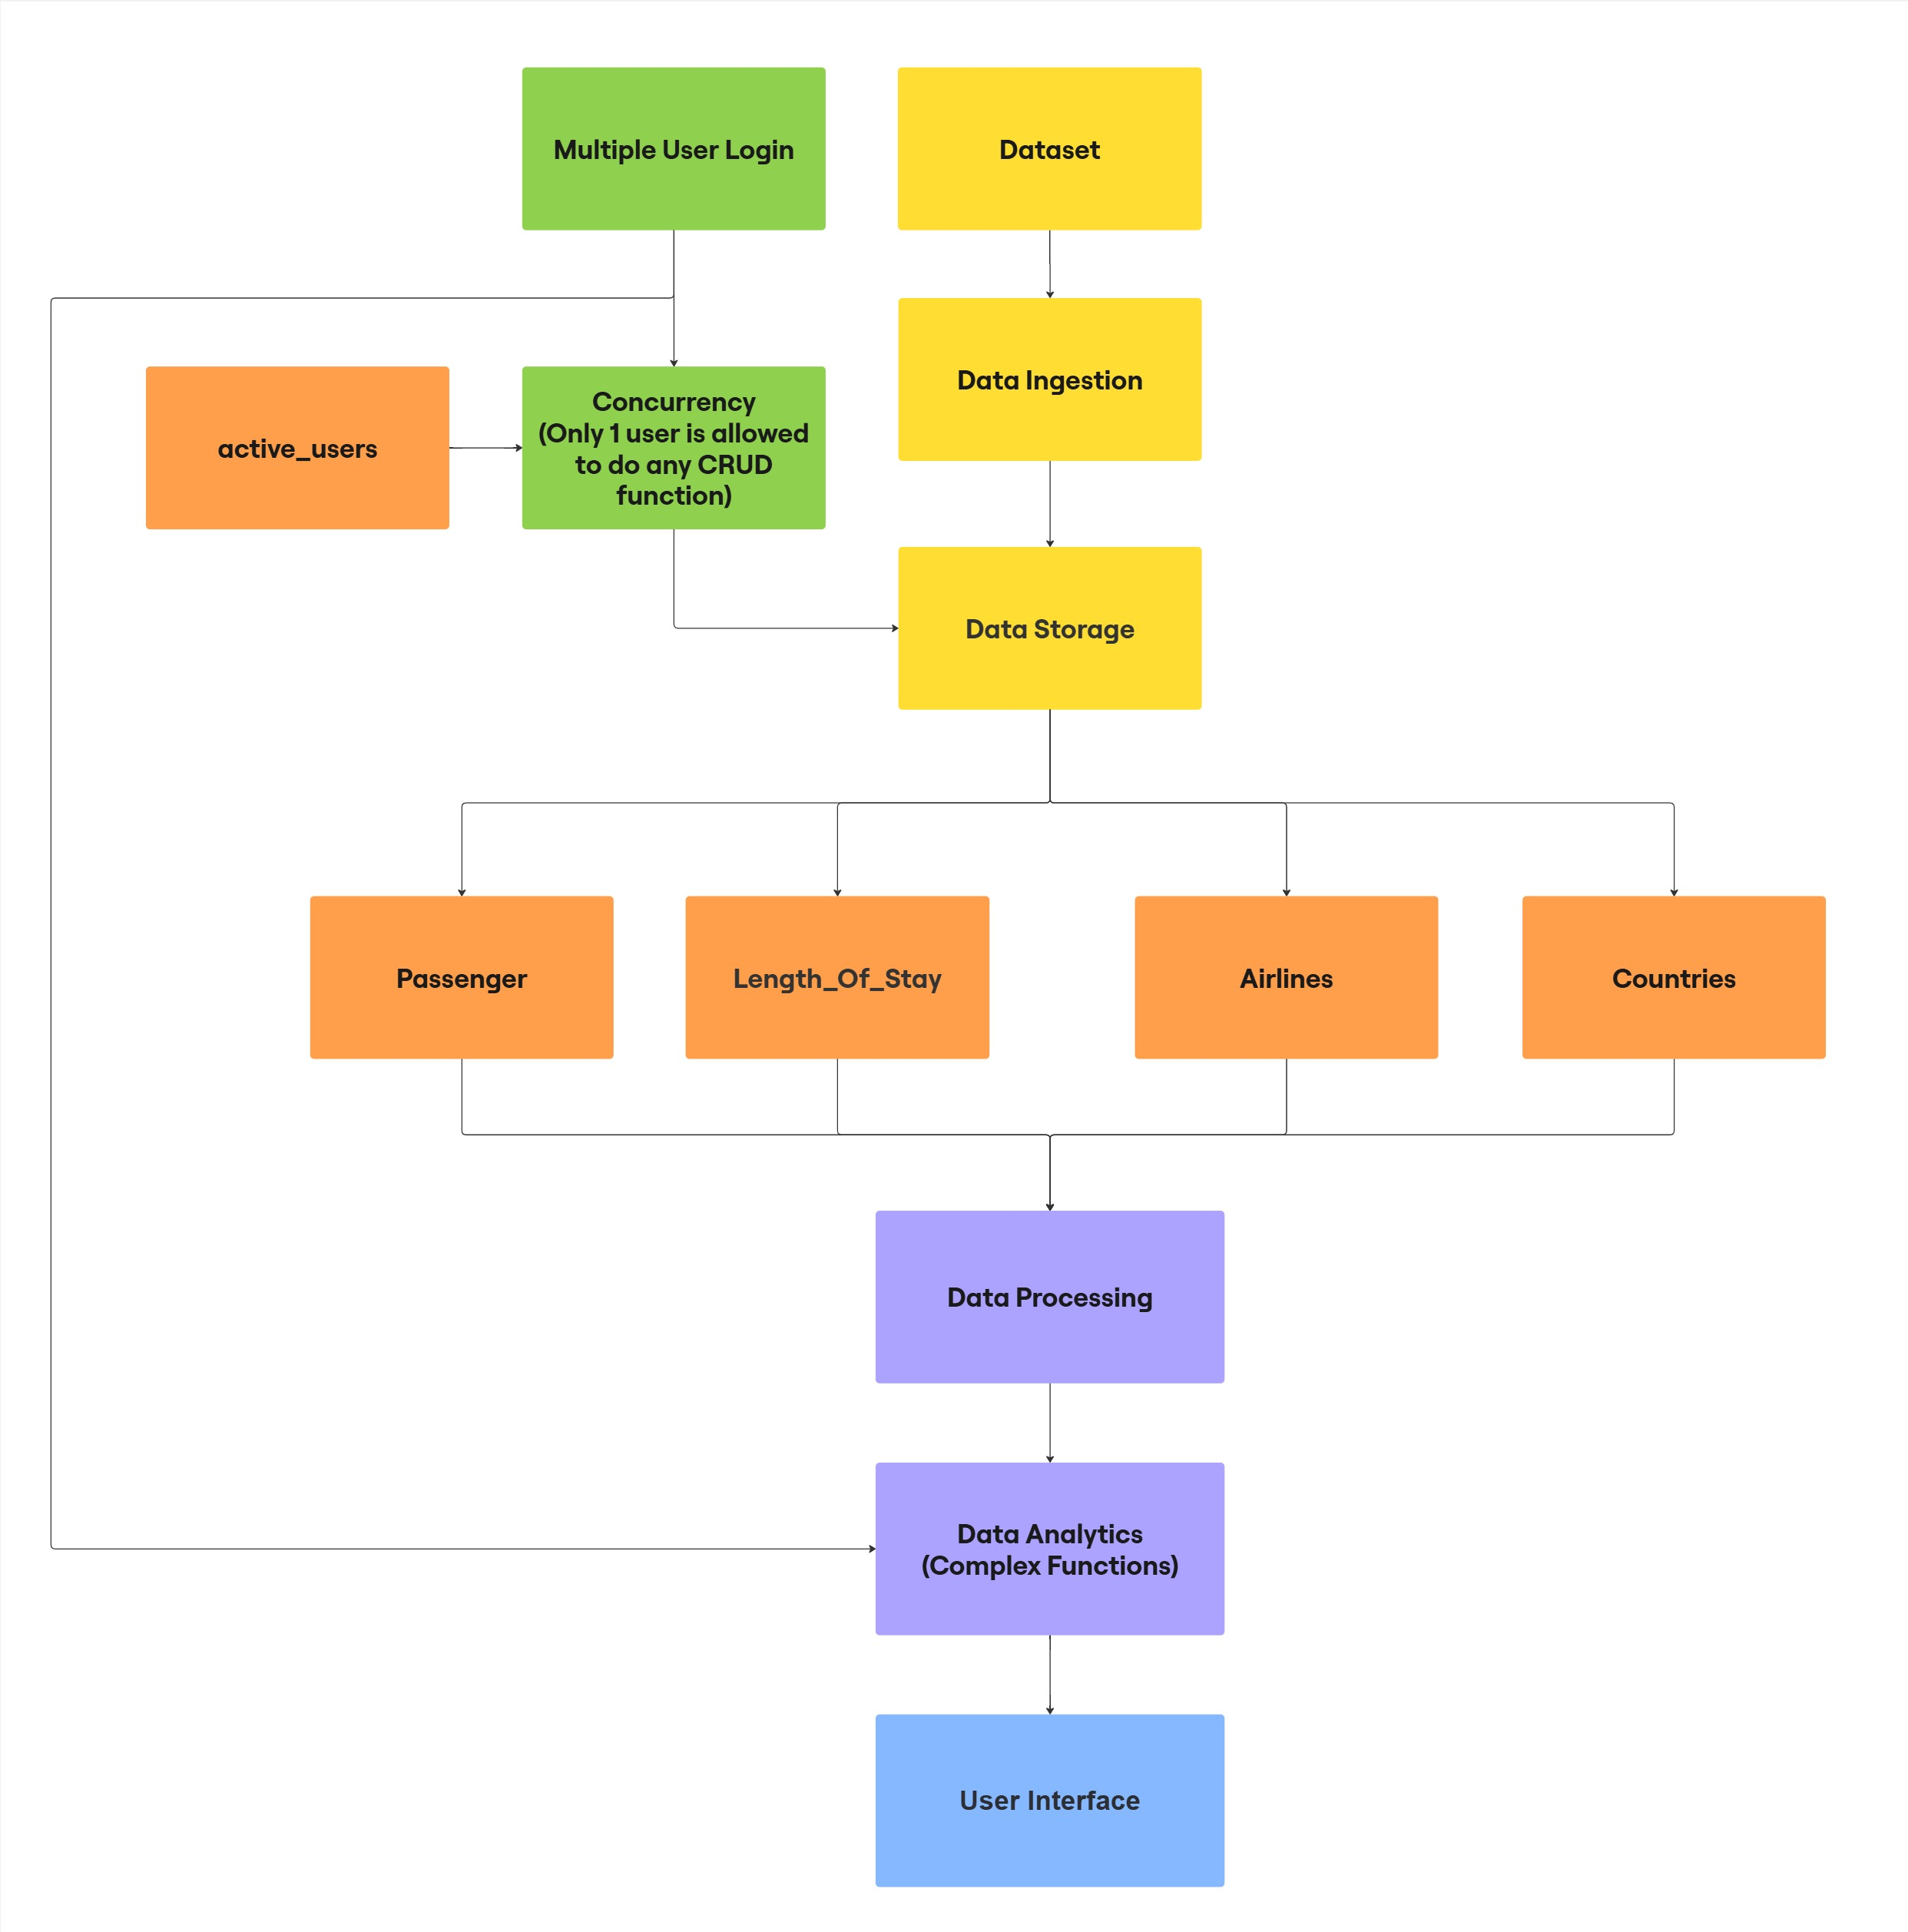 Multiple User Login
Dataset
Data Ingestion
active_users
Concurrency
(Only 1 user is allowed
to do any CRUD
function)
Data Storage
Passenger
Length_Of_Stay
Airlines
Countries
Data Processing
Data Analytics
(Complex Functions)
User Interface